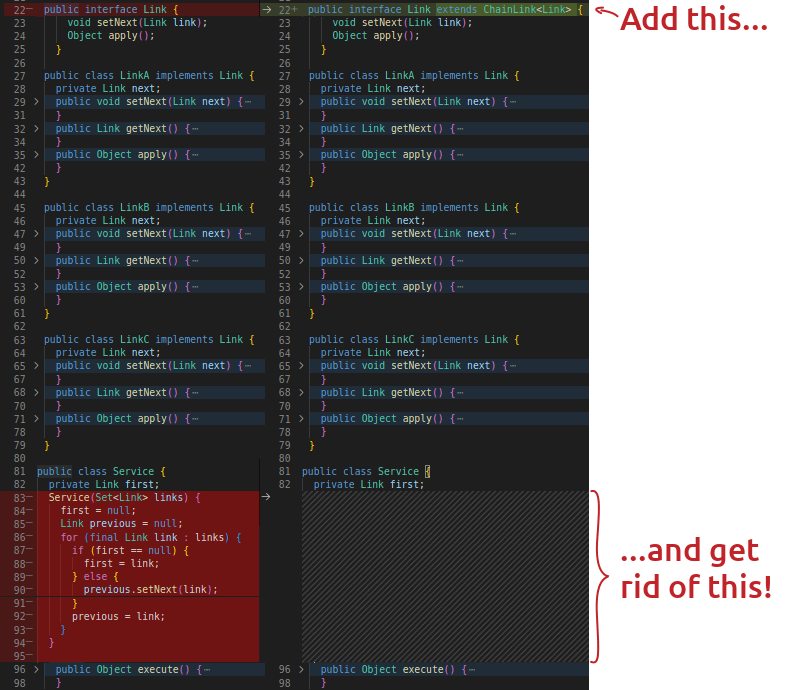 22− public interface Link {
23 void setNext(Link link);
24 Object apply();
25 }
26
27 public class LinkA implements Link {
28 private Link next;
29 > public void setNext(Link next) {⋯
31 }
32 > public Link getNext() {⋯
34 }
35 > public Object apply() {⋯
42 }
43 }
44
45 public class LinkB implements Link {
46 private Link next;
47 > public void setNext(Link next) {⋯
49 }
50 > public Link getNext() {⋯
52 }
53 > public Object apply() {⋯
60 }
61 }
62
63 public class LinkC implements Link {
64 private Link next;
65 > public void setNext(Link next) {⋯
67 }
68 > public Link getNext() {⋯
70 }
71 > public Object apply() {⋯
78 }
79 }
80
81 public class Service {
82 private Link first;
83− Service(Set<Link> links) {
84− first = null;
85− Link previous = null;
86− for (final Link link : links) {
87− if (first == null) {
88− first = link;
89− } else {
90− previous.setNext(link);
91− }
92− previous = link;
93− }
94− }
95−
96 > public Object execute() {⋯
98 }
→ 22+ public interface Link extends ChainLink<Link> {
23 void setNext(Link link);
24 Object apply();
25 }
26
27 public class LinkA implements Link {
28 private Link next;
29 > public void setNext(Link next) {⋯
31 }
32 > public Link getNext() {⋯
34 }
35 > public Object apply() {⋯
42 }
43 }
44
45 public class LinkB implements Link {
46 private Link next;
47 > public void setNext(Link next) {⋯
49 }
50 > public Link getNext() {⋯
52 }
53 > public Object apply() {⋯
60 }
61 }
62
63 public class LinkC implements Link {
64 private Link next;
65 > public void setNext(Link next) {⋯
67 }
68 > public Link getNext() {⋯
70 }
71 > public Object apply() {⋯
78 }
79 }
80
81 public class Service {
82 private Link first;
→
96 > public Object execute() {⋯
98 }
Add this...
...and get
rid of this!